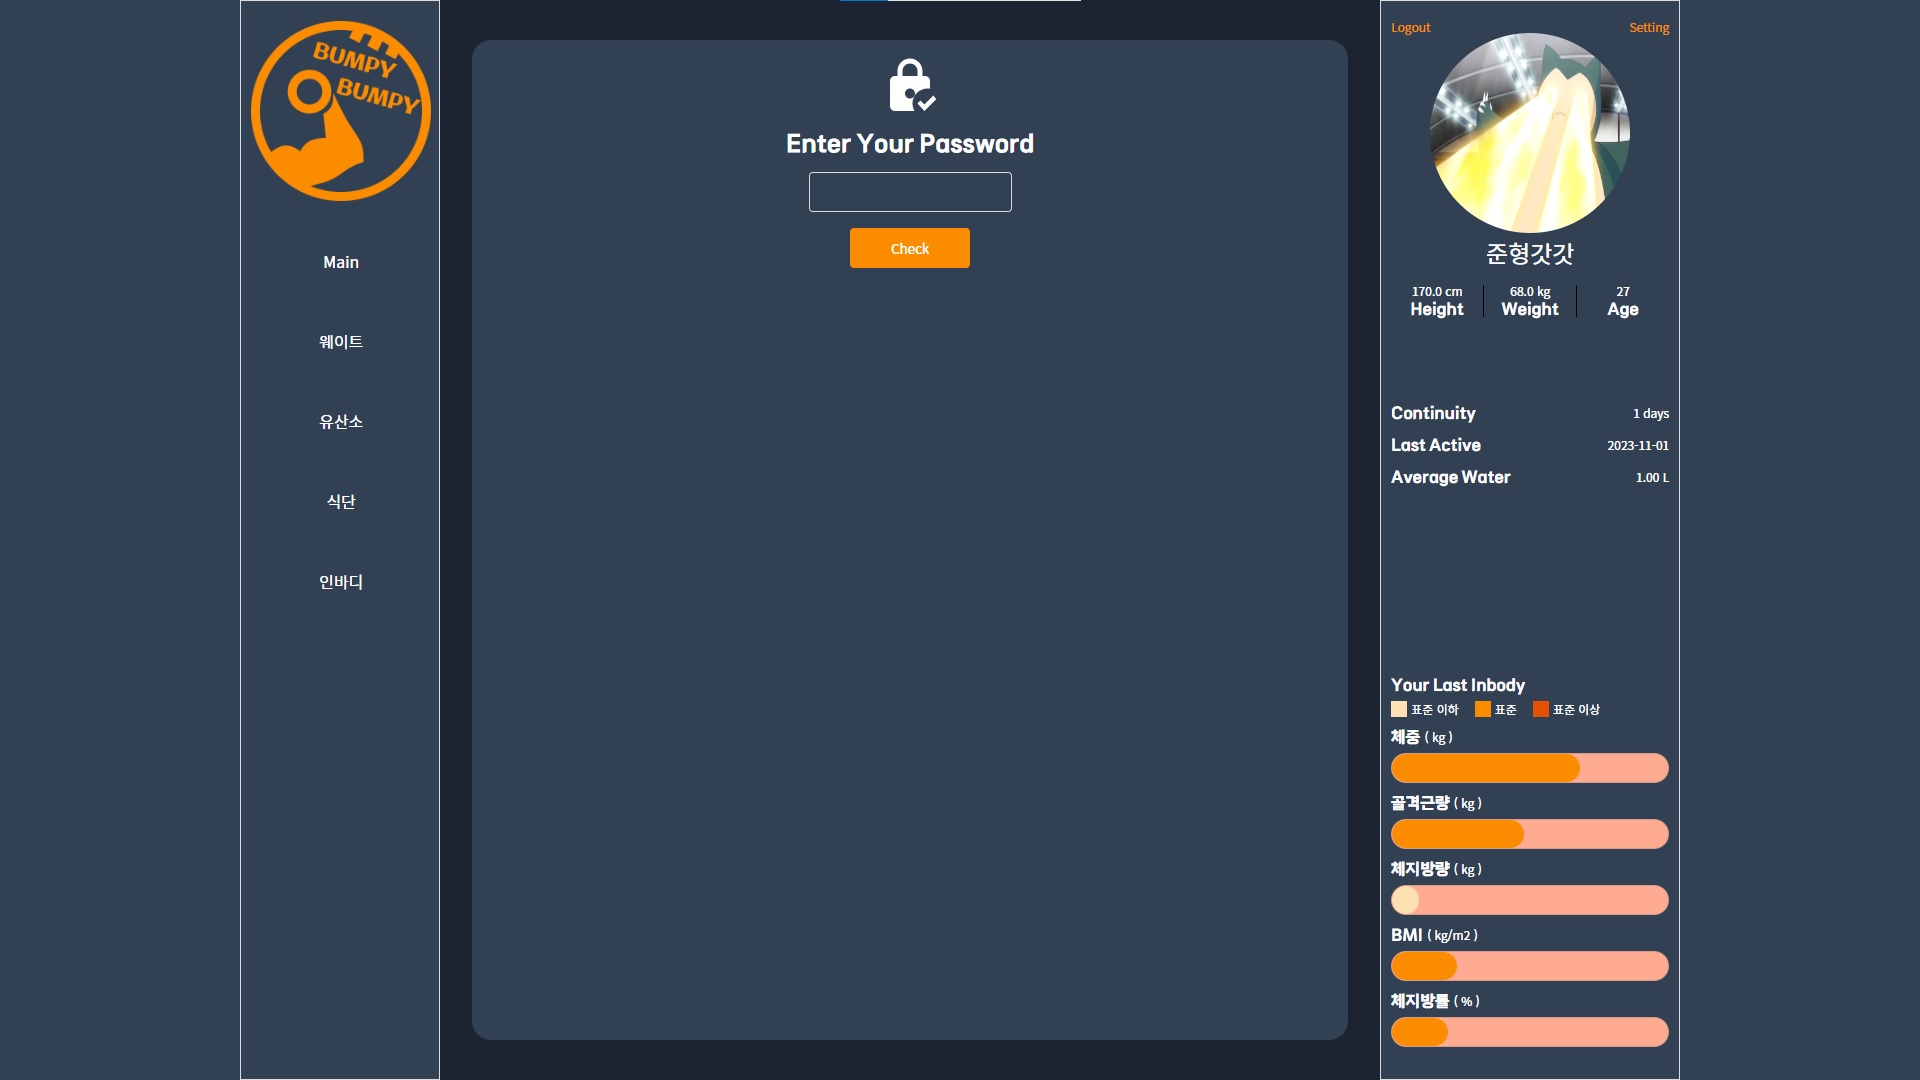 BUMPY
BUMPY
Main
웨이트
유산소
식단
인바디
Enter Your Password
Check
Logout
Setting
준형갓갓
170.0 cm
Height
68.0 kg
Weight
27
Age
Continuity 1 days
Last Active 2023-11-01
Average Water 1.00 L
Your Last Inbody
표준 이하 표준 표준 이상
체중 ( kg )
골격근량 ( kg )
체지방량 ( kg )
BMI ( kg/m2 )
체지방률 ( % )